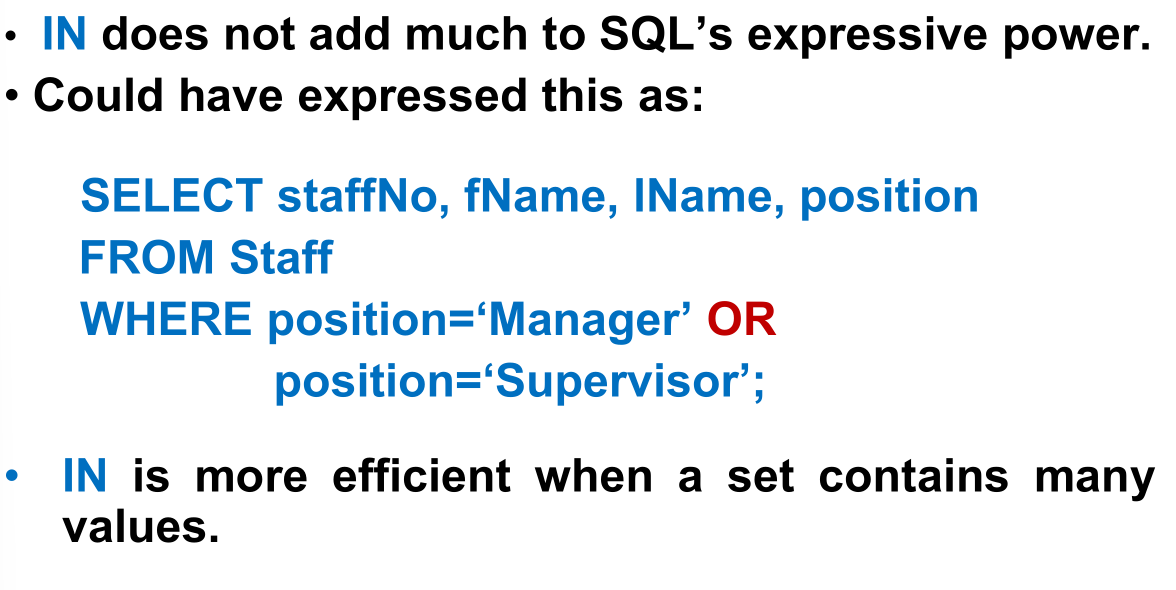 • IN does not add much to SQL’s expressive power.
• Could have expressed this as:
SELECT staffNo, fName, lName, position
FROM Staff
WHERE position=‘Manager’ OR
position=‘Supervisor’;
• IN is more efficient when a set contains many
values.